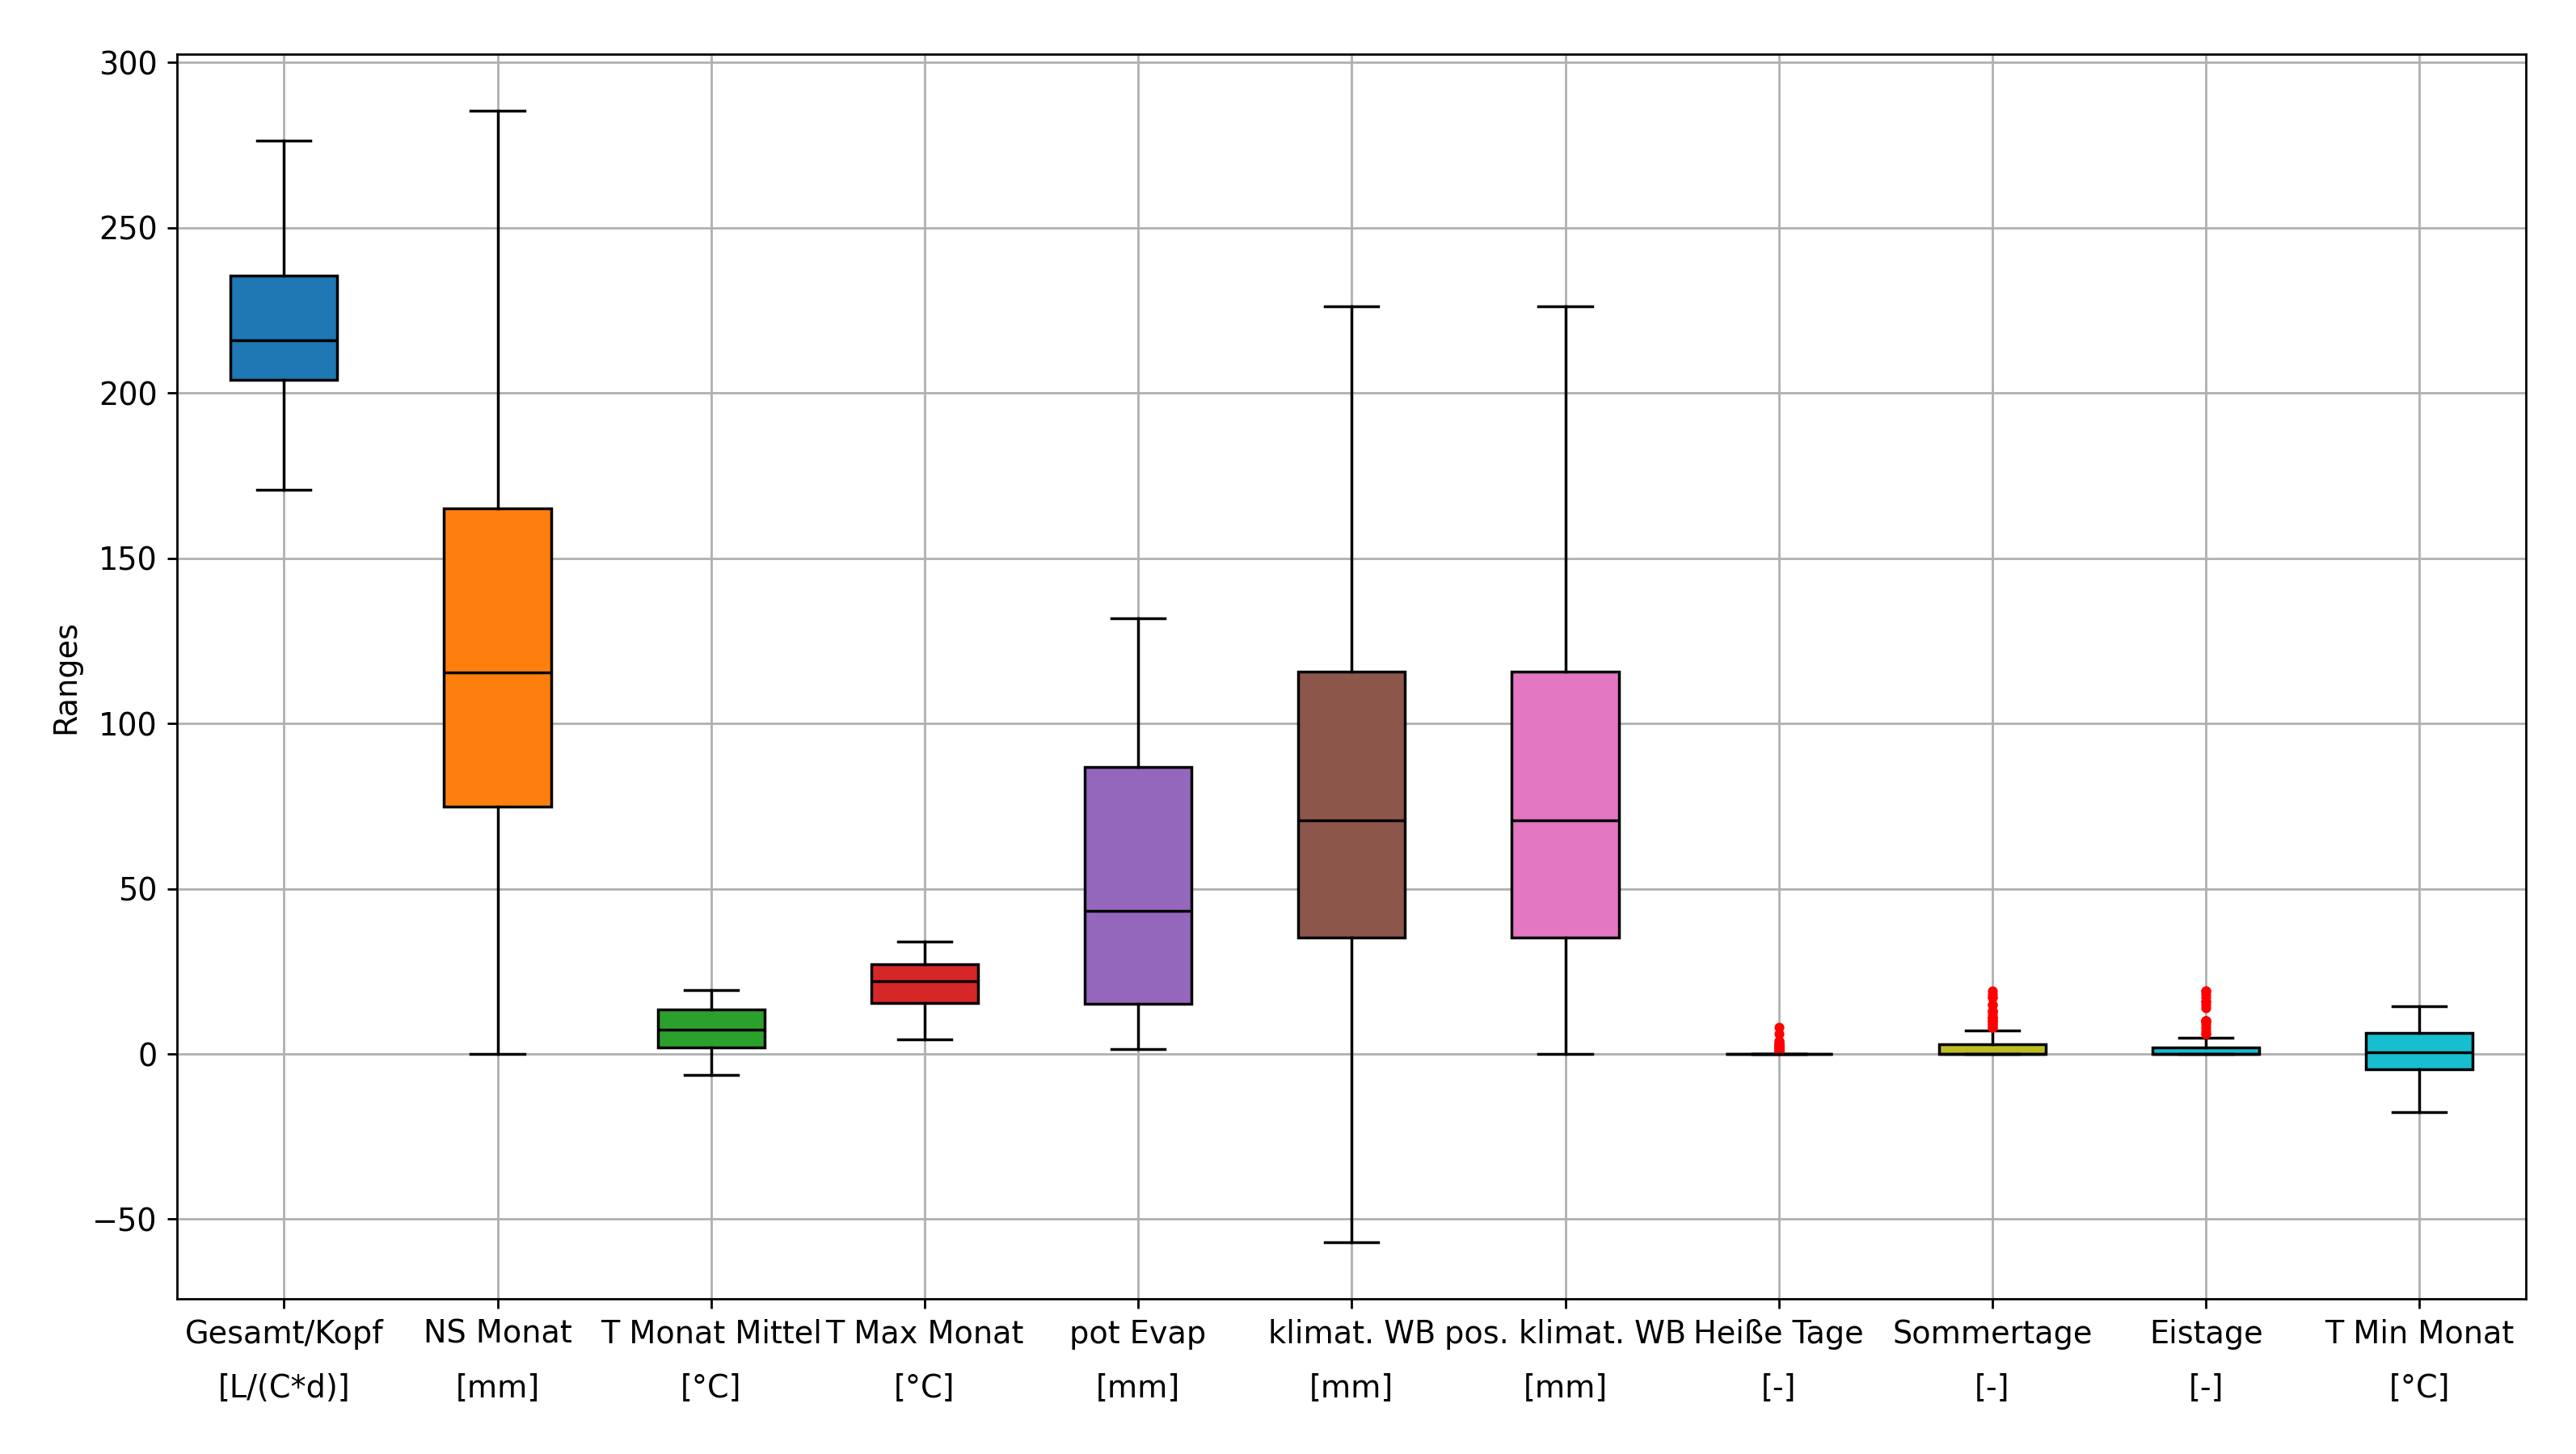 300
250
200
150
100
50
0
−50
Ranges
Gesamt/Kopf NS Monat T Monat Mittel T Max Monat pot Evap klimat. WB pos. klimat. WB Heiße Tage Sommertage Eistage T Min Monat
[L/(C*d)] [mm] [°C] [°C] [mm] [mm] [mm] [-] [-] [-] [°C]